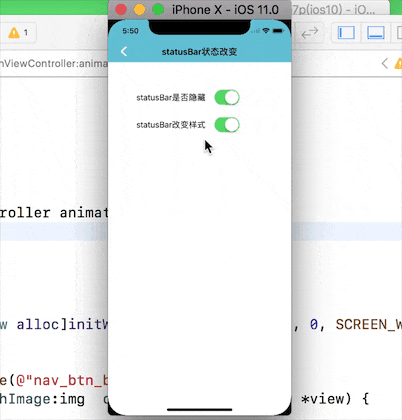 iPhone X - iOS 11.0
7p(ios10) - iO...
1
nViewController:anima
5:50
statusBar状态改变
statusBar是否隐藏
statusBar改变样式
roller animat
w alloc]initW
, 0, SCREEN_W
e(@"nav_btn_b
hImage:img
*view) {